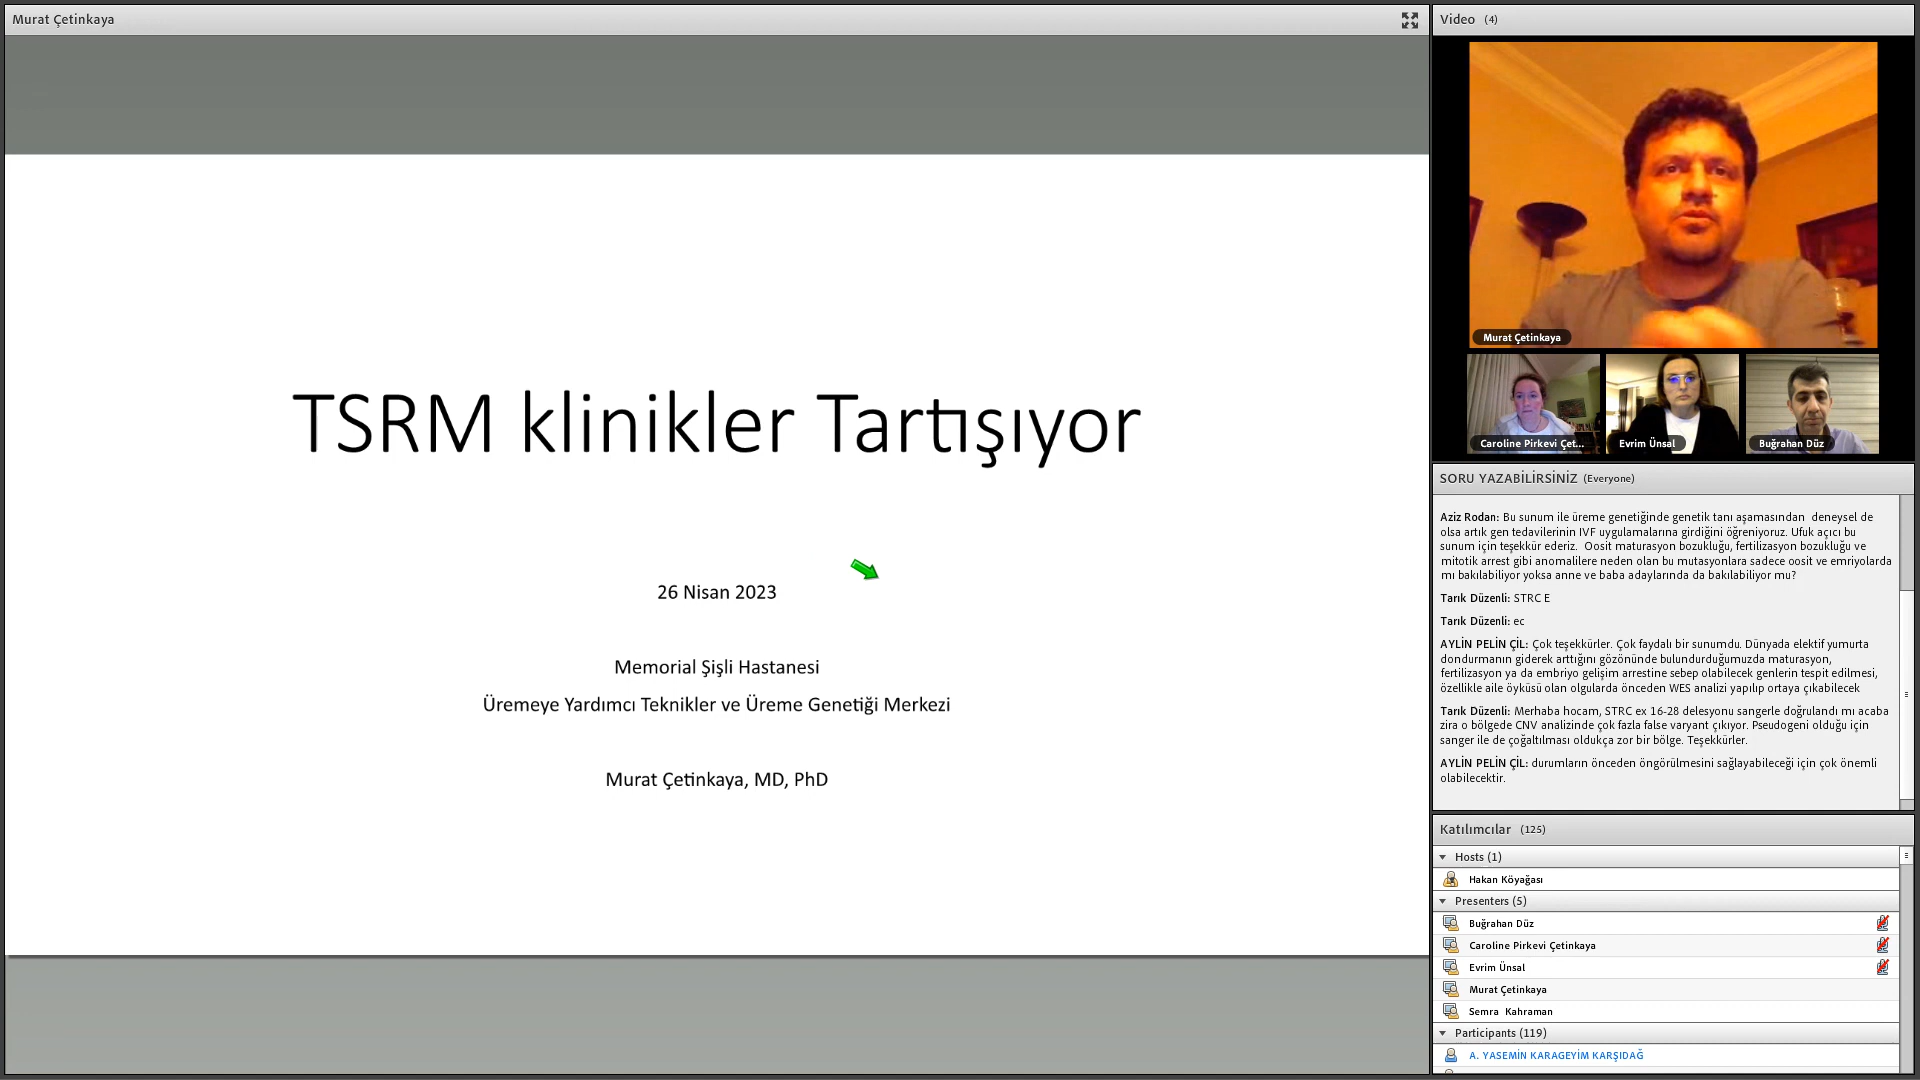 Murat Çetinkaya
TSRM klinikler Tartışıyor
26 Nisan 2023
Memorial Şişli Hastanesi
Üremeye Yardımcı Teknikler ve Üreme Genetiği Merkezi
Murat Çetinkaya, MD, PhD
Video (4)
Murat Çetinkaya
Caroline Pirkevi Çet...
Evrim Ünsal
Buğrahan Düz
SORU YAZABİLİRSİNİZ (Everyone)
Aziz Rodan: Bu sunum ile üreme genetiğinde genetik tanı aşamasından deneysel de
olsa artık gen tedavilerinin IVF uygulamalarına girdiğini öğreniyoruz. Ufuk açıcı bu
sunum için teşekkür ederiz. Oosit maturasyon bozukluğu, fertilizasyon bozukluğu ve
mitotik arrest gibi anomalilere neden olan bu mutasyonlara sadece oosit ve emriyolarda
mı bakılabiliyor yoksa anne ve baba adaylarında da bakılabiliyor mu?
Tarık Düzenli: STRC E
Tarık Düzenli: ec
AYLİN PELİN ÇİL: Çok teşekkürler. Çok faydalı bir sunumdu. Dünyada elektif yumurta
dondurmanın giderek arttığını gözönünde bulundurduğumuzda maturasyon,
fertilizasyon ya da embriyo gelişim arrestine sebep olabilecek genlerin tespit edilmesi,
özellikle aile öyküsü olan olgularda önceden WES analizi yapılıp ortaya çıkabilecek
Tarık Düzenli: Merhaba hocam, STRC ex 16-28 delesyonu sangerle doğrulandı mı acaba
zira o bölgede CNV analizinde çok fazla false varyant çıkıyor. Pseudogeni olduğu için
sanger ile de çoğaltılması oldukça zor bir bölge. Teşekkürler.
AYLİN PELİN ÇİL: durumların önceden öngörülmesini sağlayabileceği için çok önemli
olabilecektir.
Katılımcılar (125)
Hosts (1)
Hakan Köyağası
Presenters (5)
Buğrahan Düz
Caroline Pirkevi Çetinkaya
Evrim Ünsal
Murat Çetinkaya
Semra Kahraman
Participants (119)
A. YASEMİN KARAGEYİM KARŞIDAĞ